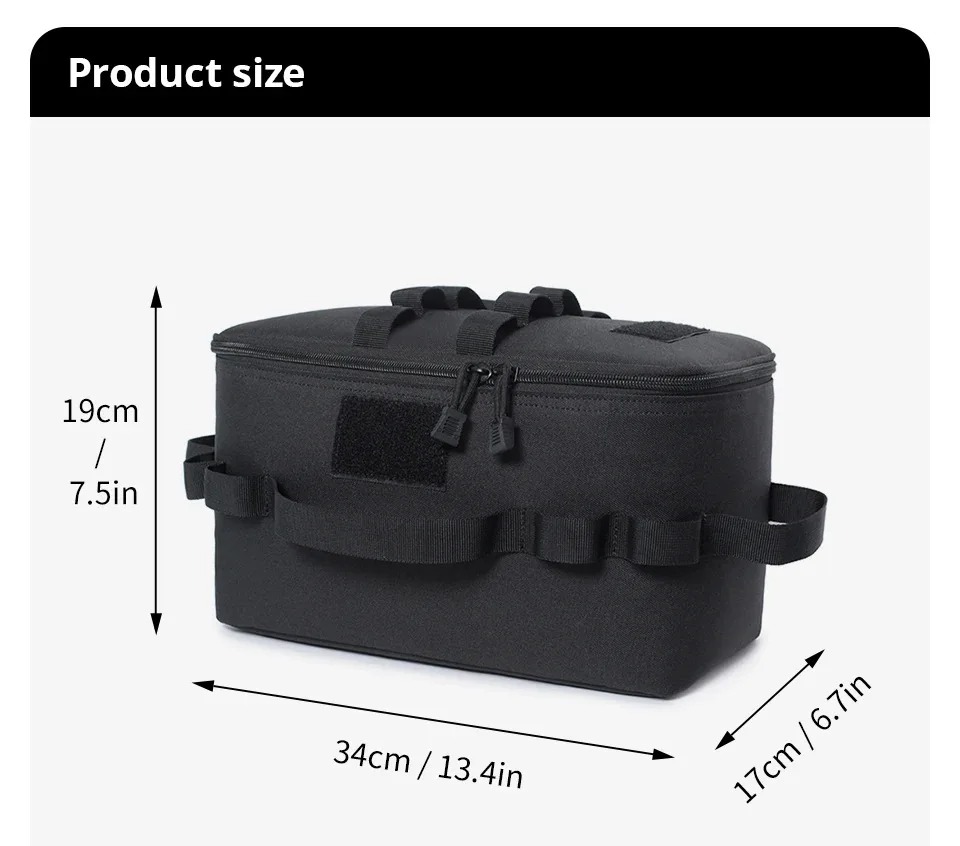 Product size
19cm
/
7.5in
34cm / 13.4in
17cm / 6.7in